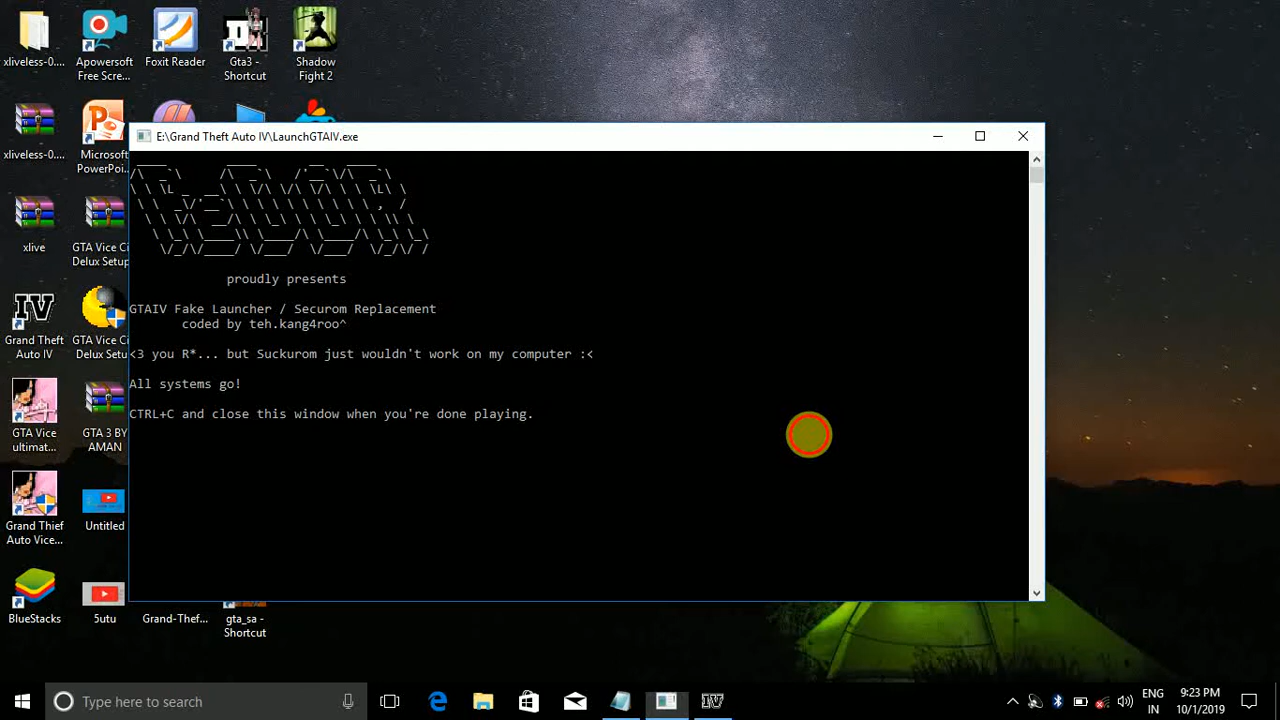 xliveless-0....
Apowersoft
Free Scre...
Foxit Reader
Gta3 -
Shortcut
Shadow
Fight 2
xliveless-0....
Microsoft
PowerPoi...
xlive
GTA Vice Ci
Delux Setup
Grand Theft
Auto IV
GTA Vice Ci
Delux Setu
GTA Vice
ultimat...
GTA 3 BY
AMAN
Grand Thief
Auto Vice...
Untitled
BlueStacks
5utu
Grand-Thef...
gta_sa -
Shortcut
E:\Grand Theft Auto IV\LaunchGTAIV.exe
proudly presents
GTAIV Fake Launcher / Securom Replacement
coded by teh.kang4roo^
<3 you R*... but Suckurom just wouldn't work on my computer :<
All systems go!
CTRL+C and close this window when you're done playing.
Type here to search
ENG
IN
9:23 PM
10/1/2019